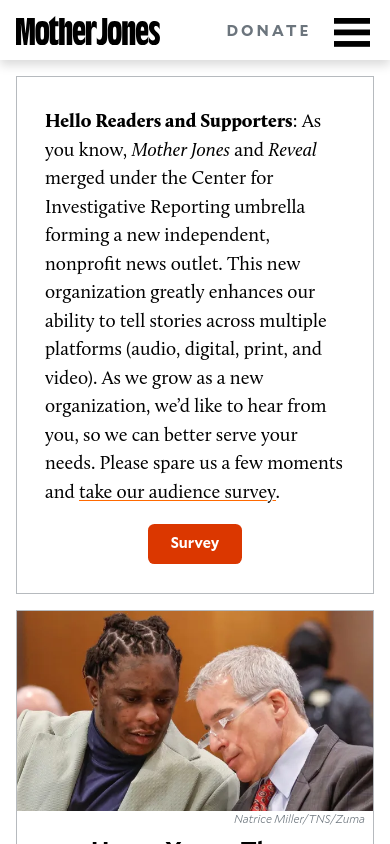 Mother Jones
DONATE
Hello Readers and Supporters: As
you know, Mother Jones and Reveal
merged under the Center for
Investigative Reporting umbrella
forming a new independent,
nonprofit news outlet. This new
organization greatly enhances our
ability to tell stories across multiple
platforms (audio, digital, print, and
video). As we grow as a new
organization, we’d like to hear from
you, so we can better serve your
needs. Please spare us a few moments
and take our audience survey.
Survey
Natrice Miller/TNS/Zuma